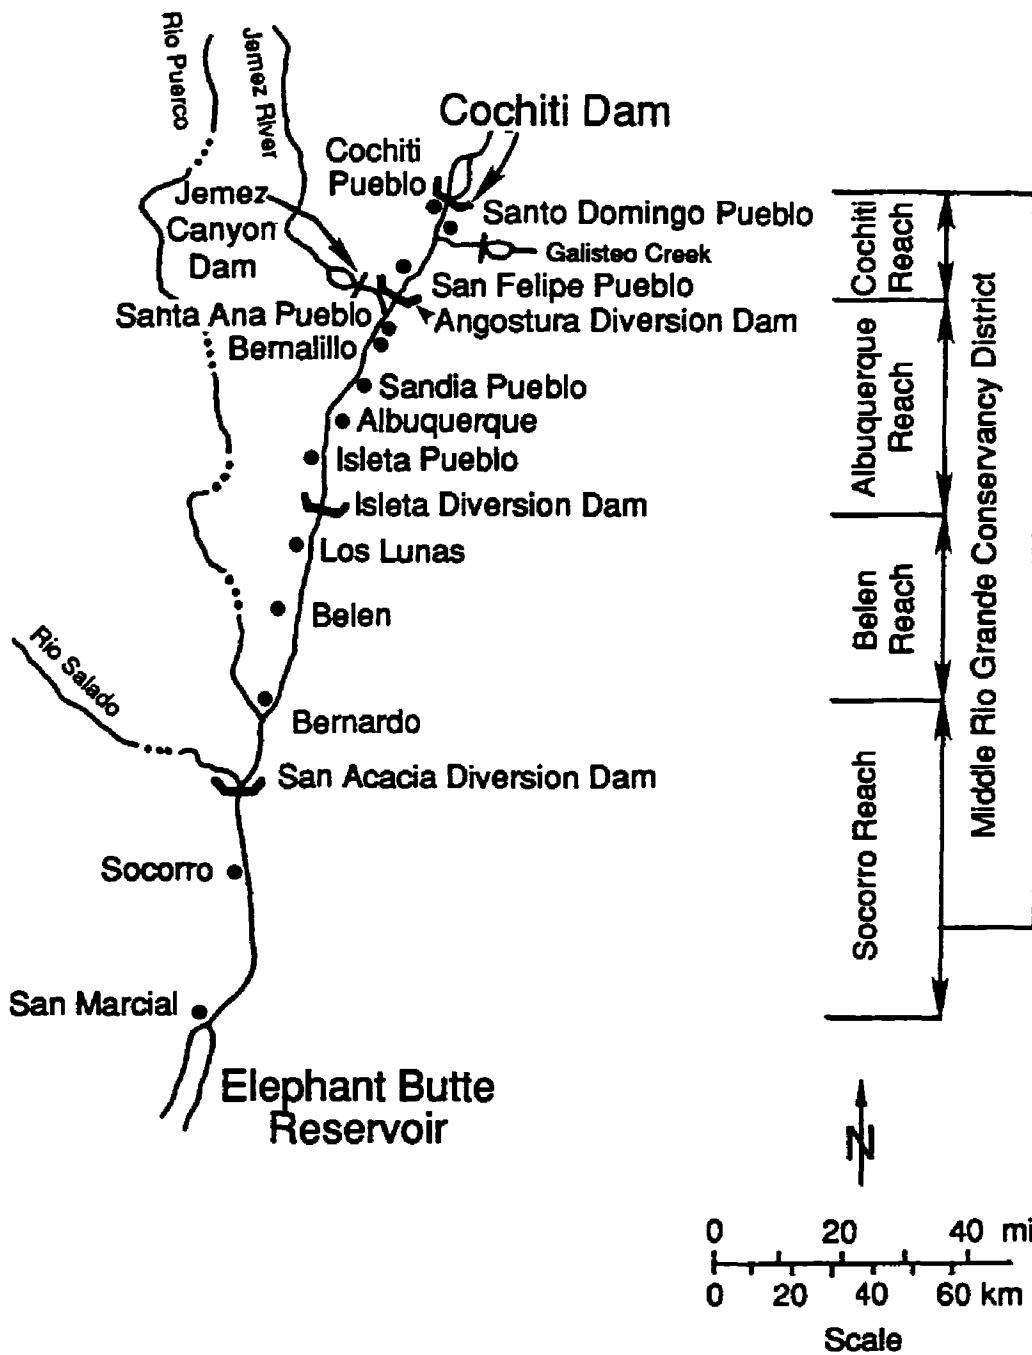 Rio Puerco
Jemez River
Cochiti Dam
Cochiti
Pueblo
Jemez
Canyon
Dam
Santo Domingo Pueblo
Galisteo Creek
San Felipe Pueblo
Santa Ana Pueblo
Angostura Diversion Dam
Bernalillo
Sandia Pueblo
Albuquerque
Isleta Pueblo
Isleta Diversion Dam
Los Lunas
Belen
Rio Salado
Bernardo
San Acacia Diversion Dam
Socorro
San Marcial
Elephant Butte
Reservoir
Cochiti
Reach
Albuquerque
Reach
Belen
Reach
Socorro Reach
Middle Rio Grande Conservancy District
N
0 20 40 mi
0 20 40 60 km
Scale